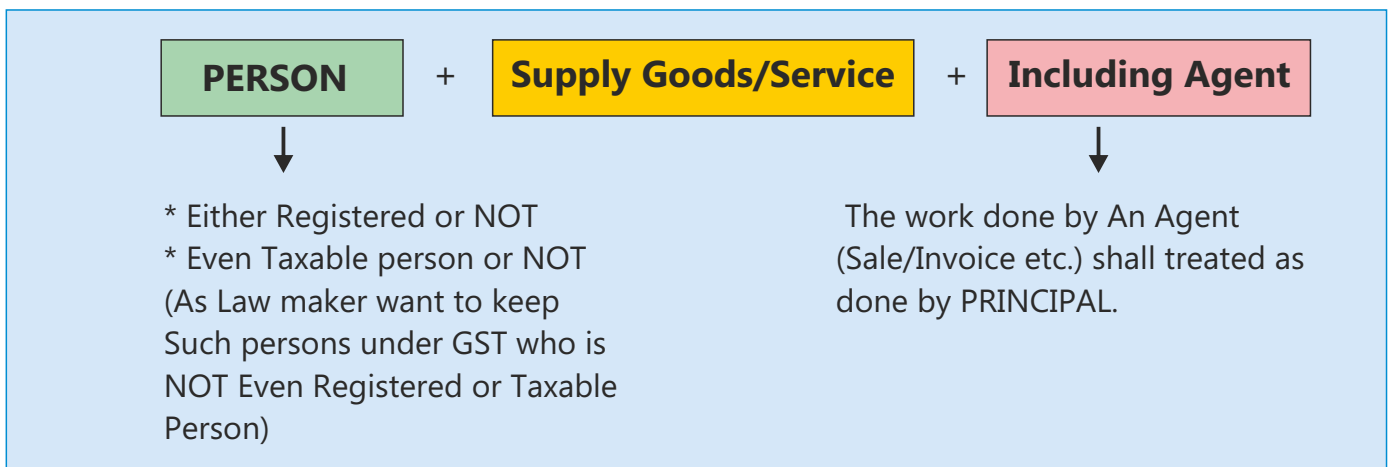 PERSON + Supply Goods/Service + Including Agent
* Either Registered or NOT
* Even Taxable person or NOT
(As Law maker want to keep
Such persons under GST who is
NOT Even Registered or Taxable
Person)
The work done by An Agent
(Sale/Invoice etc.) shall treated as
done by PRINCIPAL.